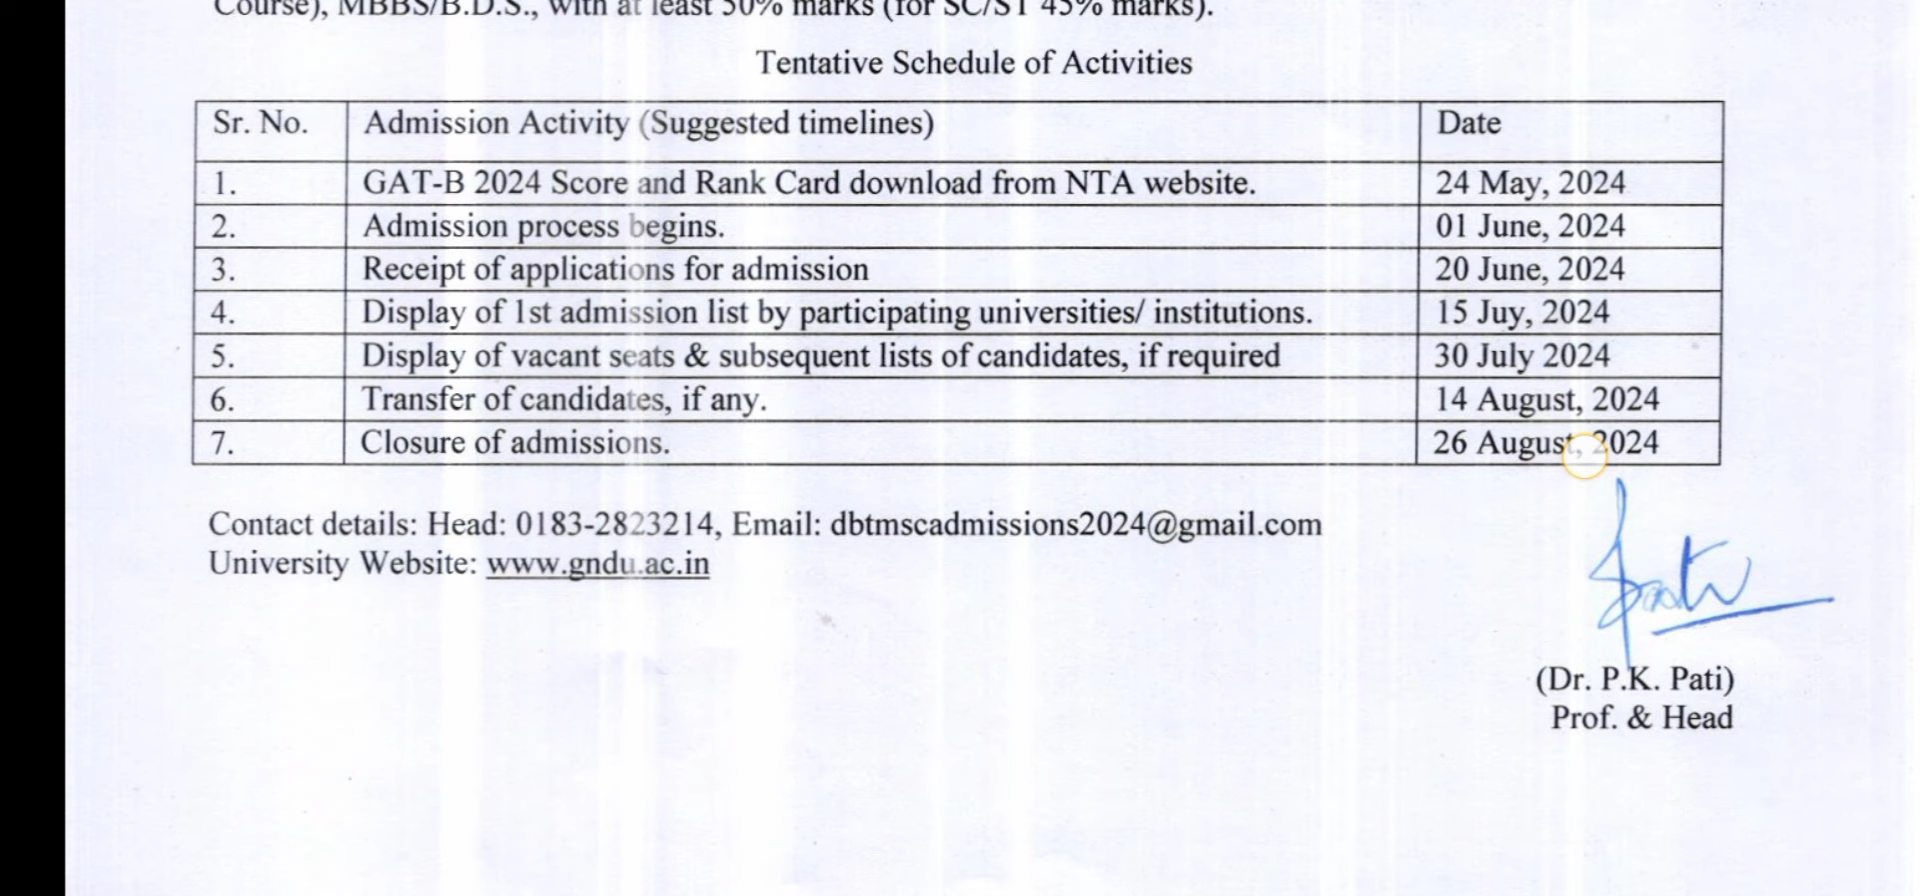 Course), MBBS/B.D.S., with at least 50% marks (for SC/ST 45% marks).
Tentative Schedule of Activities
Sr. No. Admission Activity (Suggested timelines) Date
1. GAT-B 2024 Score and Rank Card download from NTA website. 24 May, 2024
2. Admission process begins. 01 June, 2024
3. Receipt of applications for admission 20 June, 2024
4. Display of 1st admission list by participating universities/ institutions. 15 Juy, 2024
5. Display of vacant seats & subsequent lists of candidates, if required 30 July 2024
6. Transfer of candidates, if any. 14 August, 2024
7. Closure of admissions. 26 August, 2024
Contact details: Head: 0183-2823214, Email: dbtmscadmissions2024@gmail.com
University Website: www.gndu.ac.in
(Dr. P.K. Pati)
Prof. & Head